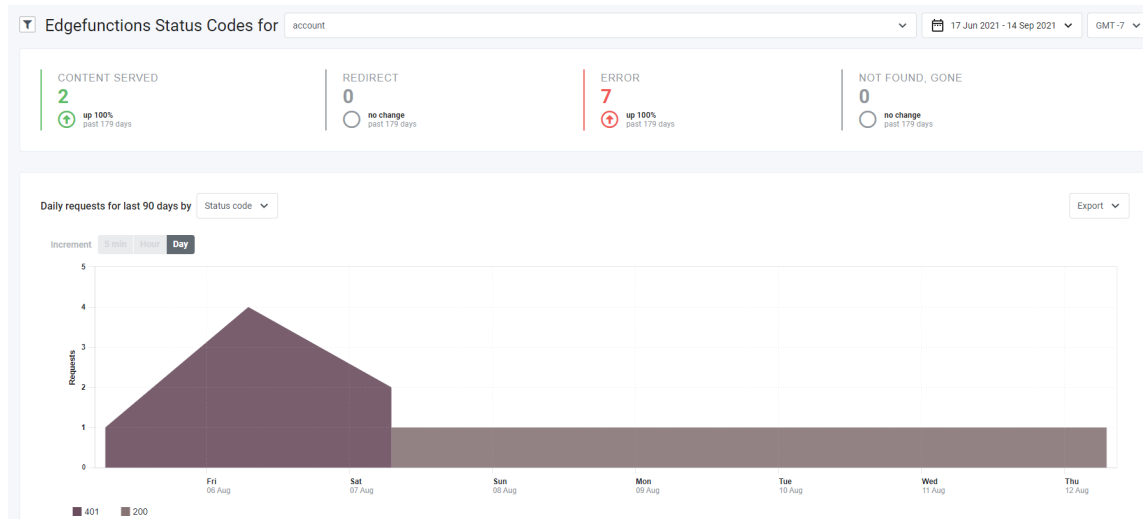 Edgefunctions Status Codes for account 17 Jun 2021 - 14 Sep 2021 GMT -7
CONTENT SERVED REDIRECT ERROR NOT FOUND, GONE
2 0 7 0
up 100% no change up 100% no change
past 179 days past 179 days past 179 days past 179 days
Daily requests for last 90 days by Status code Export
Increment 5 min Hour Day
5
4
3
Requests
2
1
0
Fri Sat Sun Mon Tue Wed Thu
06 Aug 07 Aug 08 Aug 09 Aug 10 Aug 11 Aug 12 Aug
401 200